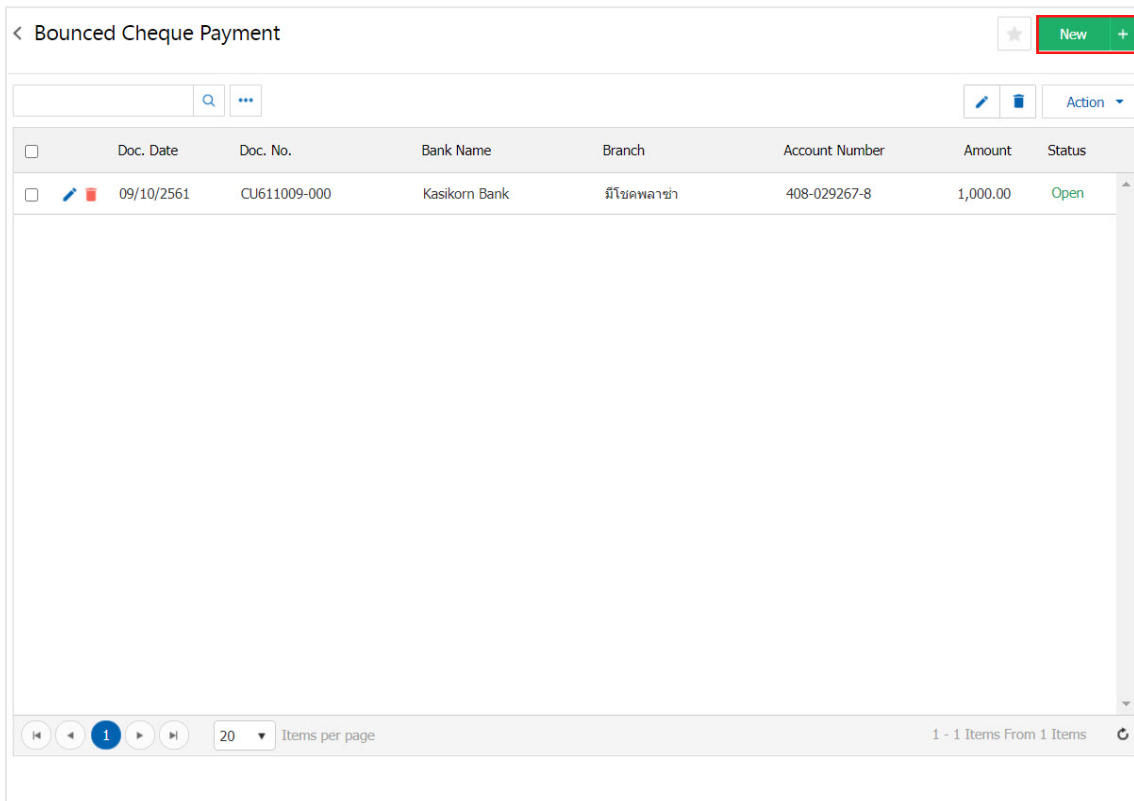 Bounced Cheque Payment
New +
Action
Doc. Date Doc. No. Bank Name Branch Account Number Amount Status
09/10/2561 CU611009-000 Kasikorn Bank มีโชคพลาซ่า 408-029267-8 1,000.00 Open
1 20 Items per page 1 - 1 Items From 1 Items